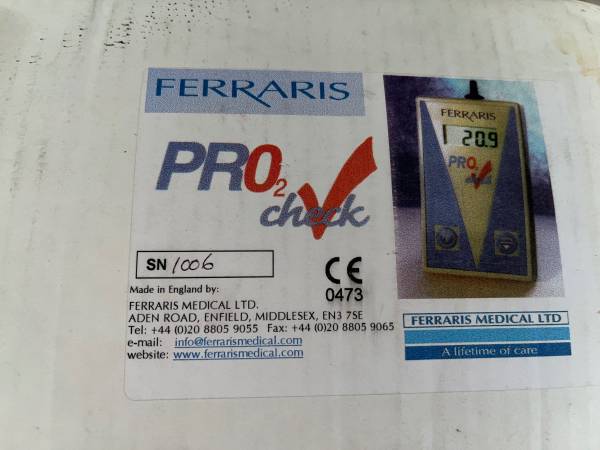 FERRARIS
PRO2 check
SN 1006
CE
0473
Made in England by:
FERRARIS MEDICAL LTD.
ADEN ROAD, ENFIELD, MIDDLESEX, EN3 7SE
Tel: +44 (0)20 8805 9055 Fax: +44 (0)20 8805 9065
e-mail: info@ferrarismedical.com
website: www.ferrarismedical.com
FERRARIS
20.9
PRO2
check
FERRARIS MEDICAL LTD
A lifetime of care